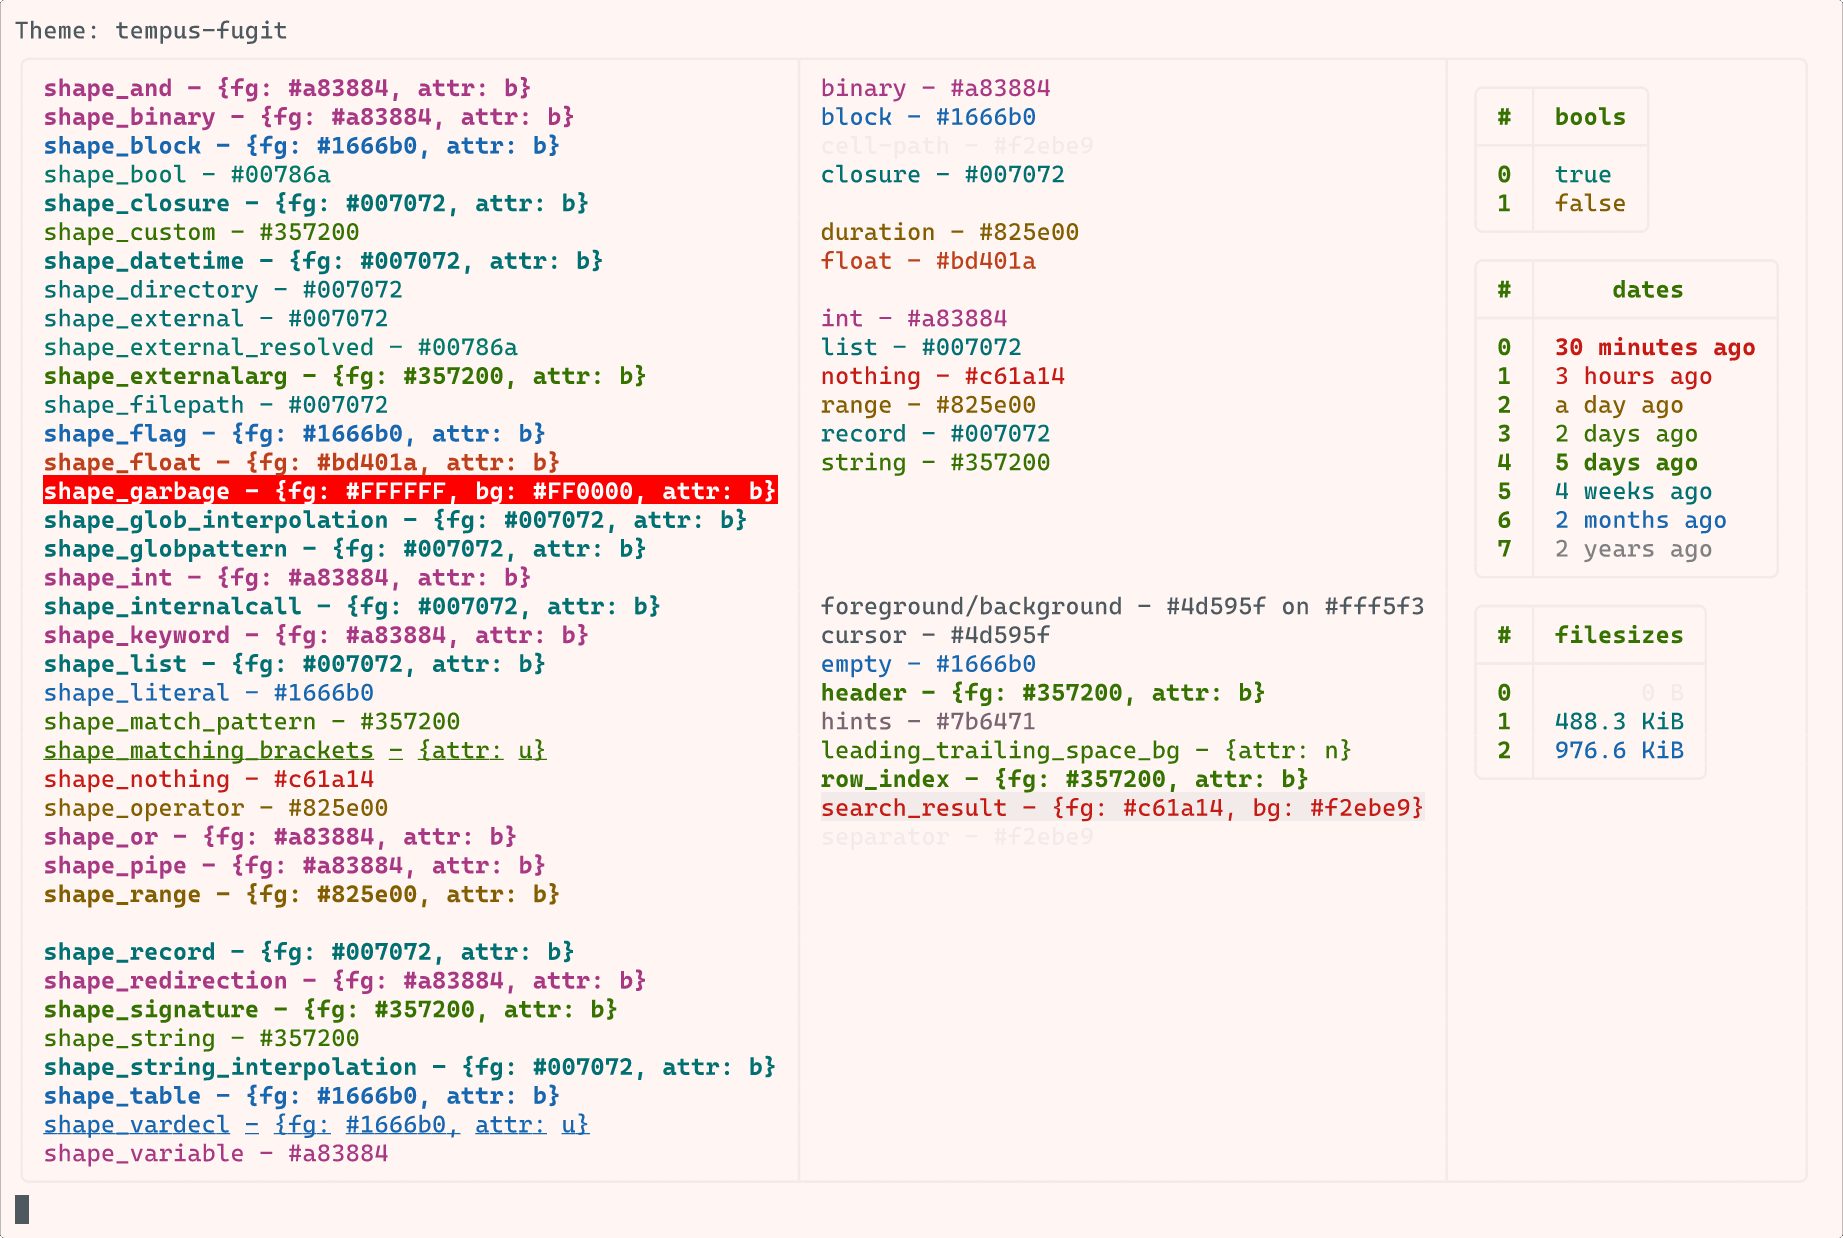 Theme: tempus-fugit
shape_and - {fg: #a83884, attr: b}
shape_binary - {fg: #a83884, attr: b}
shape_block - {fg: #1666b0, attr: b}
shape_bool - #00786a
shape_closure - {fg: #007072, attr: b}
shape_custom - #357200
shape_datetime - {fg: #007072, attr: b}
shape_directory - #007072
shape_external - #007072
shape_external_resolved - #00786a
shape_externalarg - {fg: #357200, attr: b}
shape_filepath - #007072
shape_flag - {fg: #1666b0, attr: b}
shape_float - {fg: #bd401a, attr: b}
shape_garbage - {fg: #FFFFFF, bg: #FF0000, attr: b}
shape_glob_interpolation - {fg: #007072, attr: b}
shape_globpattern - {fg: #007072, attr: b}
shape_int - {fg: #a83884, attr: b}
shape_internalcall - {fg: #007072, attr: b}
shape_keyword - {fg: #a83884, attr: b}
shape_list - {fg: #007072, attr: b}
shape_literal - #1666b0
shape_match_pattern - #357200
shape_matching_brackets - {attr: u}
shape_nothing - #c61a14
shape_operator - #825e00
shape_or - {fg: #a83884, attr: b}
shape_pipe - {fg: #a83884, attr: b}
shape_range - {fg: #825e00, attr: b}
shape_record - {fg: #007072, attr: b}
shape_redirection - {fg: #a83884, attr: b}
shape_signature - {fg: #357200, attr: b}
shape_string - #357200
shape_string_interpolation - {fg: #007072, attr: b}
shape_table - {fg: #1666b0, attr: b}
shape_vardecl - {fg: #1666b0, attr: u}
shape_variable - #a83884
binary - #a83884
block - #1666b0
cell-path - #f2ebe9
closure - #007072
duration - #825e00
float - #bd401a
int - #a83884
list - #007072
nothing - #c61a14
range - #825e00
record - #007072
string - #357200
foreground/background - #4d595f on #fff5f3
cursor - #4d595f
empty - #1666b0
header - {fg: #357200, attr: b}
hints - #7b6471
leading_trailing_space_bg - {attr: n}
row_index - {fg: #357200, attr: b}
search_result - {fg: #c61a14, bg: #f2ebe9}
separator - #f2ebe9
# bools
0 true
1 false
# dates
0 30 minutes ago
1 3 hours ago
2 a day ago
3 2 days ago
4 5 days ago
5 4 weeks ago
6 2 months ago
7 2 years ago
# filesizes
0 0 B
1 488.3 KiB
2 976.6 KiB